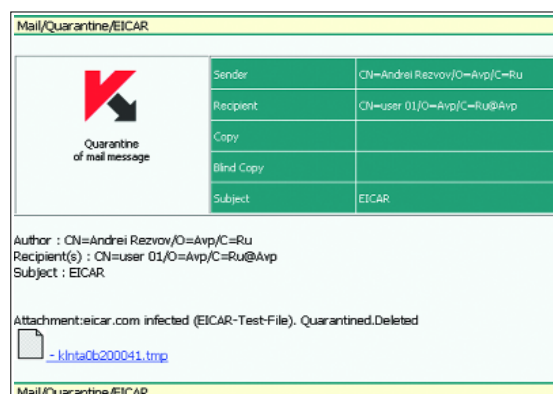 Mail/Quarantine/EICAR
Quarantine
of mail message
Sender CN=Andrei Rezvov/O=Avp/C=Ru
Recipient CN=user 01/O=Avp/C=Ru@Avp
Copy
Blind Copy
Subject EICAR
Author : CN=Andrei Rezvov/O=Avp/C=Ru
Recipient(s) : CN=user 01/O=Avp/C=Ru@Avp
Subject : EICAR
Attachment:eicar.com infected (EICAR-Test-File). Quarantined.Deleted
- klnta0b200041.tmp
Mail/Quarantine/EICAR